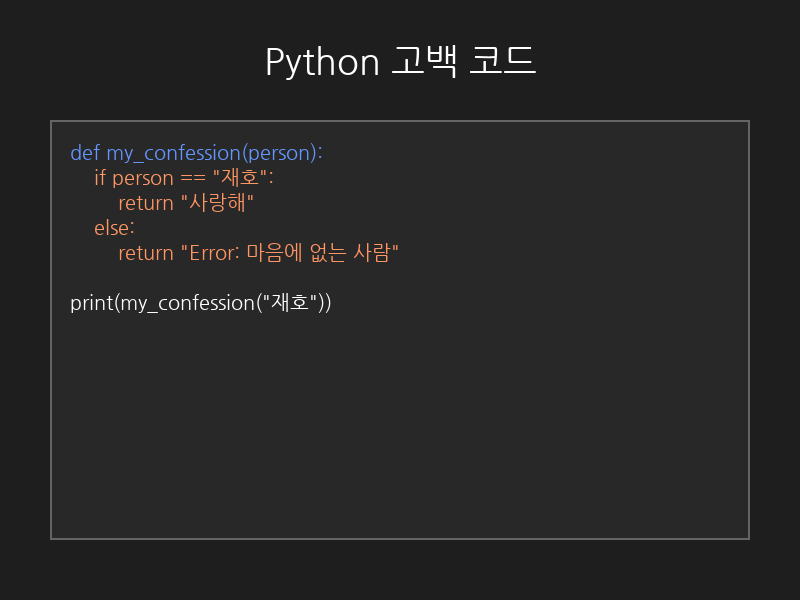 Python 고백 코드
def my_confession(person):
    if person == "재호":
        return "사랑해"
    else:
        return "Error: 마음에 없는 사람"
print(my_confession("재호"))